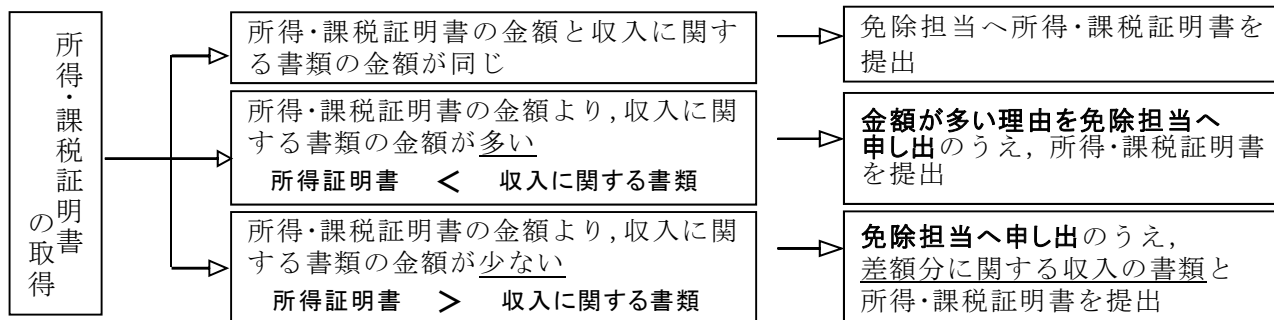 所得・課税証明書
の取得
所得・課税証明書の金額と収入に関す
る書類の金額が同じ
免除担当へ所得・課税証明書を
提出
所得・課税証明書の金額より,収入に関
する書類の金額が多い
所得証明書 < 収入に関する書類
金額が多い理由を免除担当へ
申し出のうえ, 所得・課税証明書
を提出
所得・課税証明書の金額より,収入に関
する書類の金額が少ない
所得証明書 > 収入に関する書類
免除担当へ申し出のうえ,
差額分に関する収入の書類と
所得・課税証明書を提出